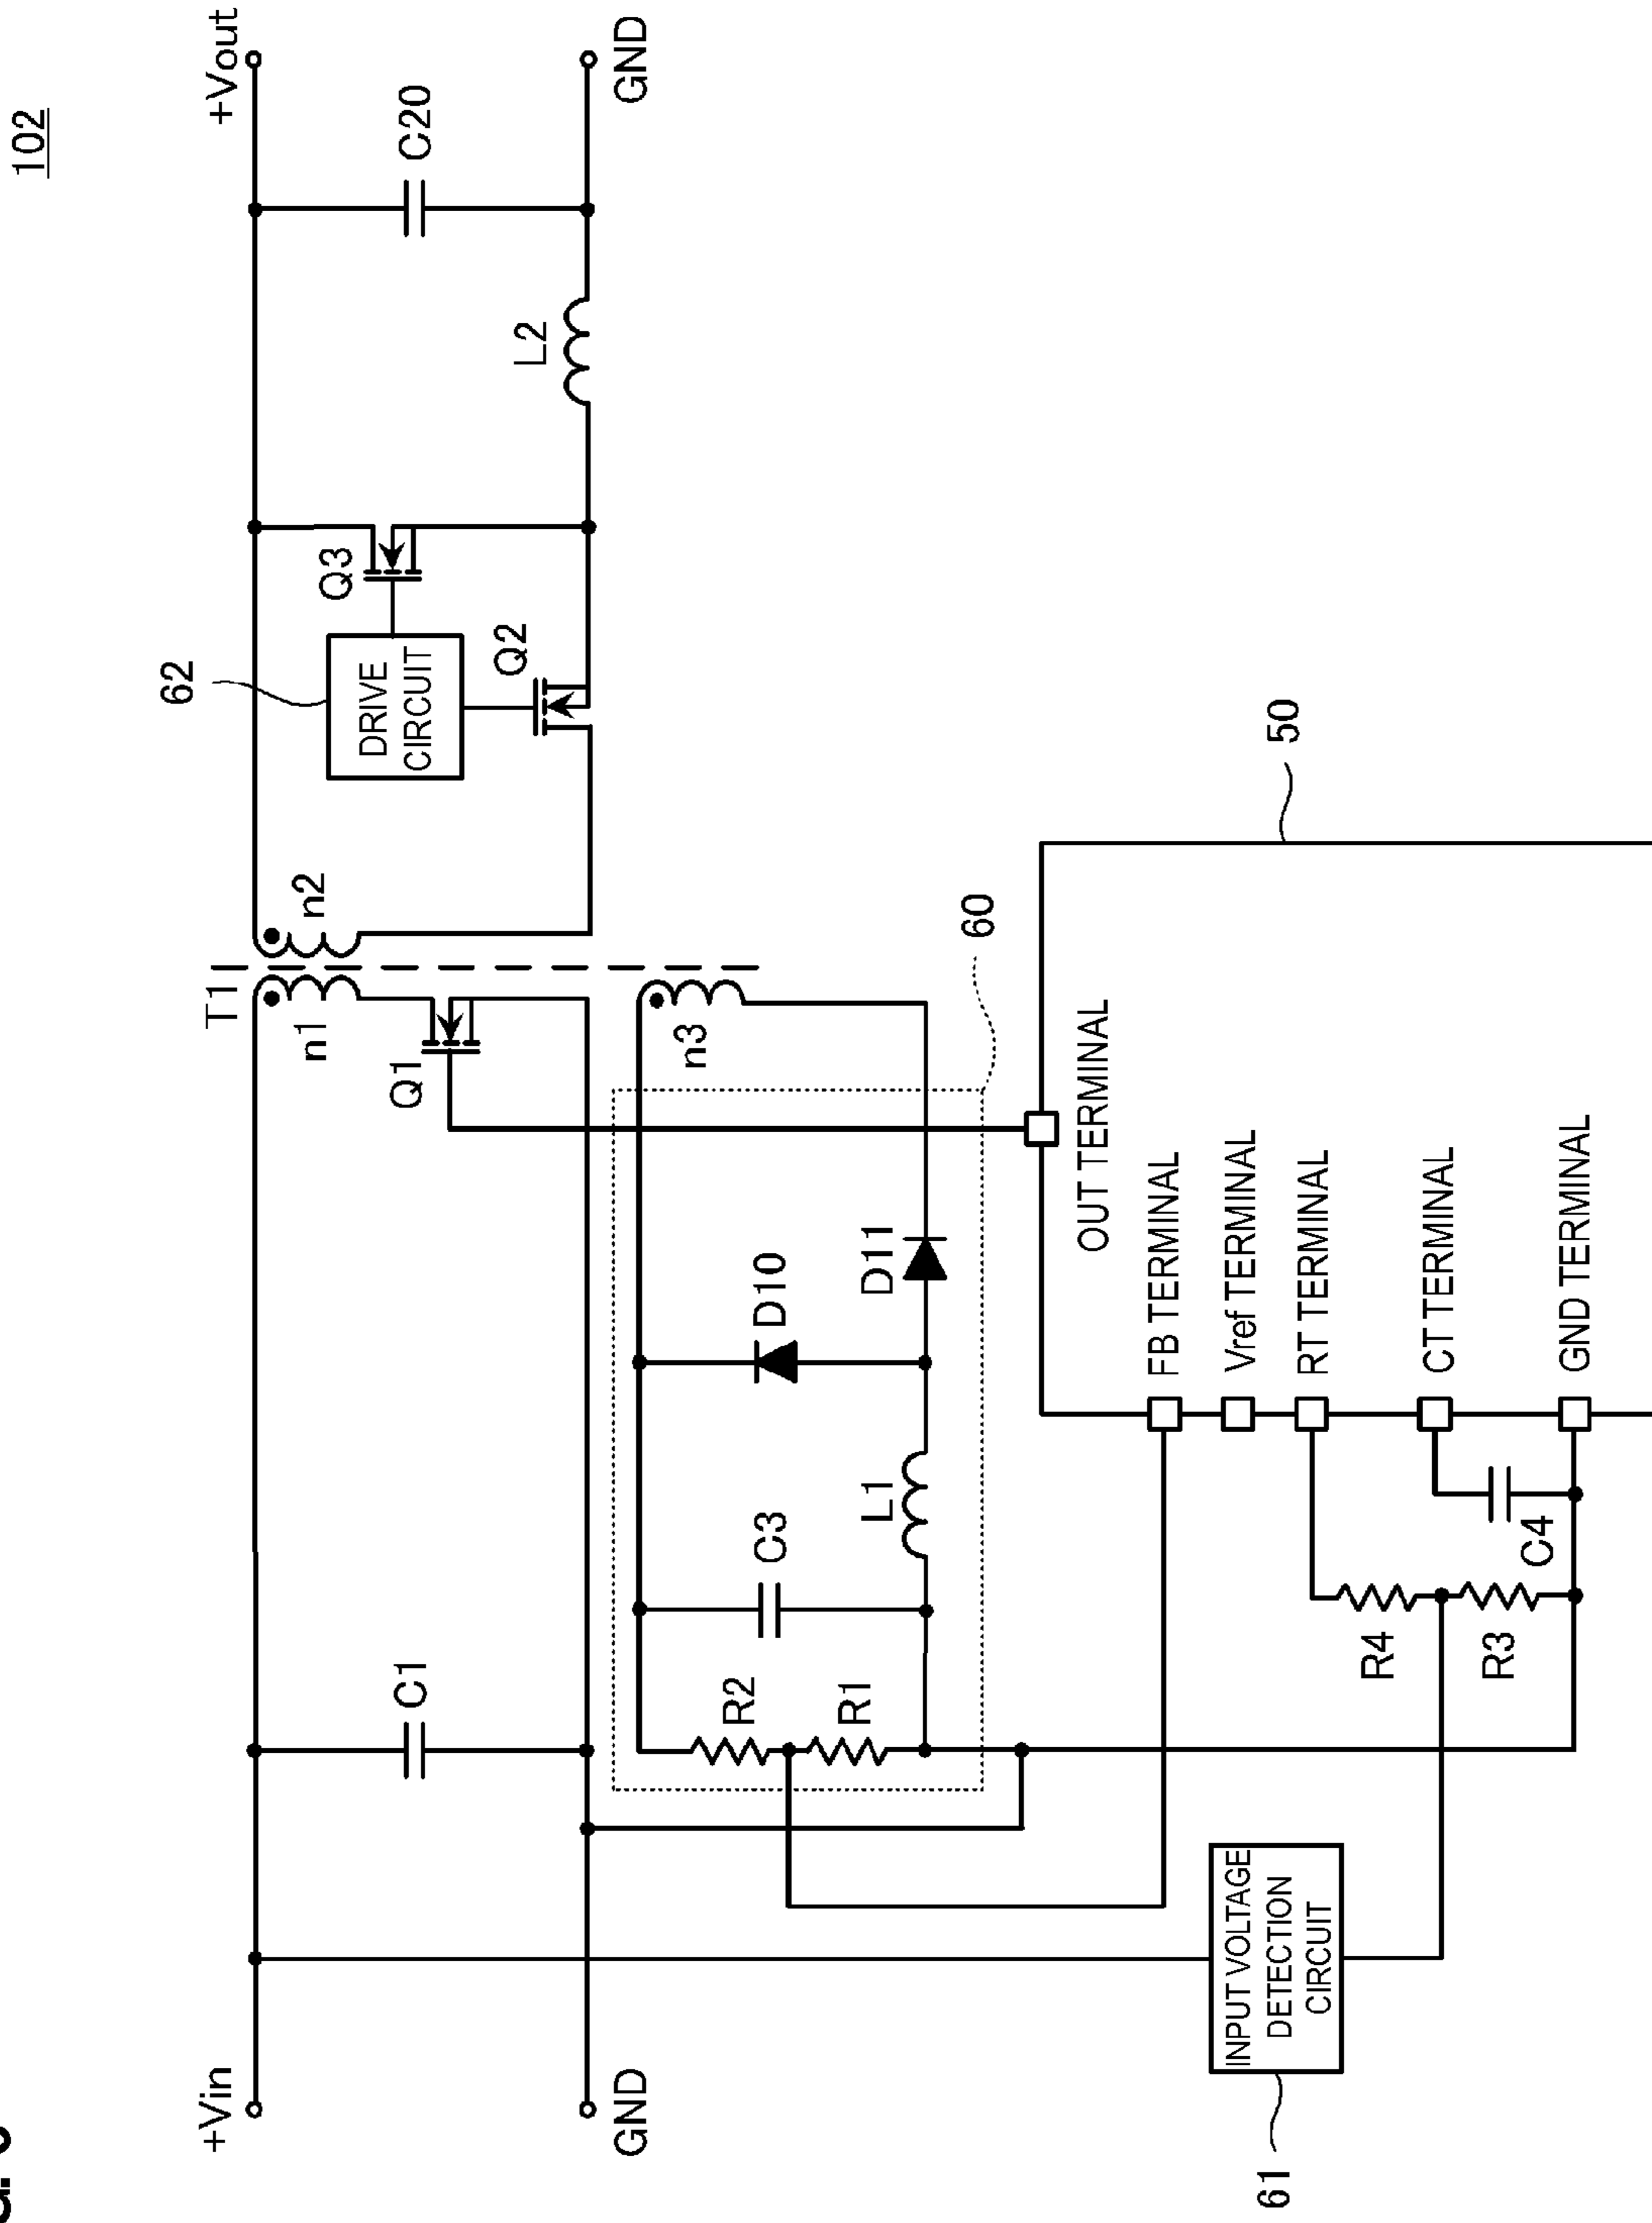 102
+Vin
C1
T1
n1
n2
Q1
62
DRIVE
CIRCUIT
Q3
Q2
L2
C20
+Vout
GND
GND
R2
R1
C3
L1
D10
D11
n3
60
61
INPUT VOLTAGE
DETECTION
CIRCUIT
R4
R3
C4
OUT TERMINAL
FB TERMINAL
Vref TERMINAL
RT TERMINAL
CT TERMINAL
GND TERMINAL
50